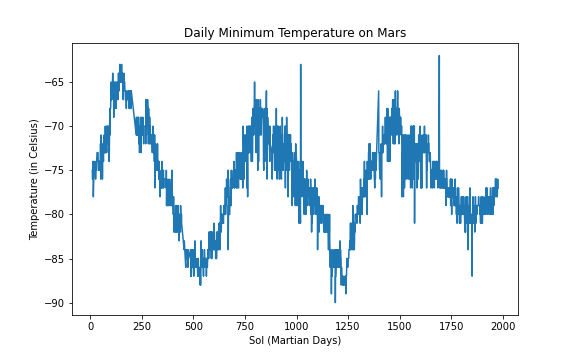 Daily Minimum Temperature on Mars
Temperature (in Celsius)
−65
−70
−75
−80
−85
−90
0 250 500 750 1000 1250 1500 1750 2000
Sol (Martian Days)